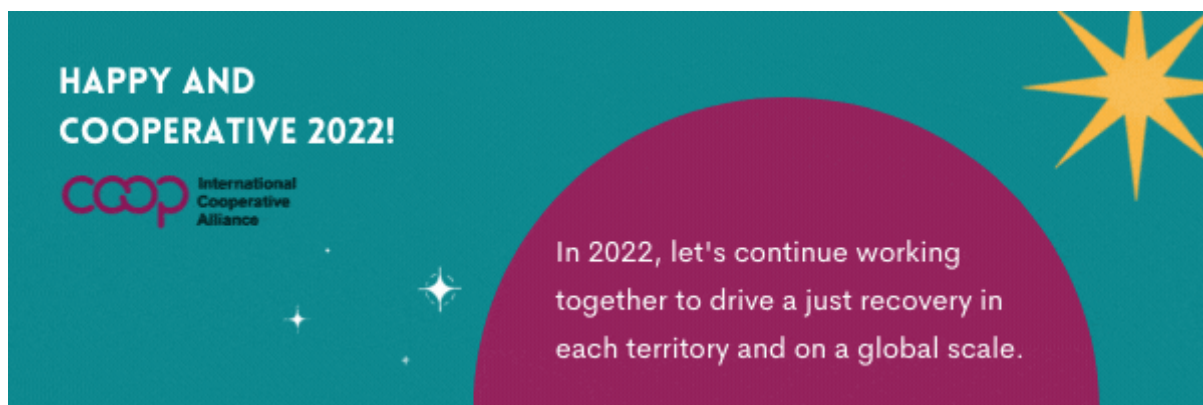 HAPPY AND
COOPERATIVE 2022!
coop
International
Cooperative
Alliance
In 2022, let's continue working
together to drive a just recovery in
each territory and on a global scale.